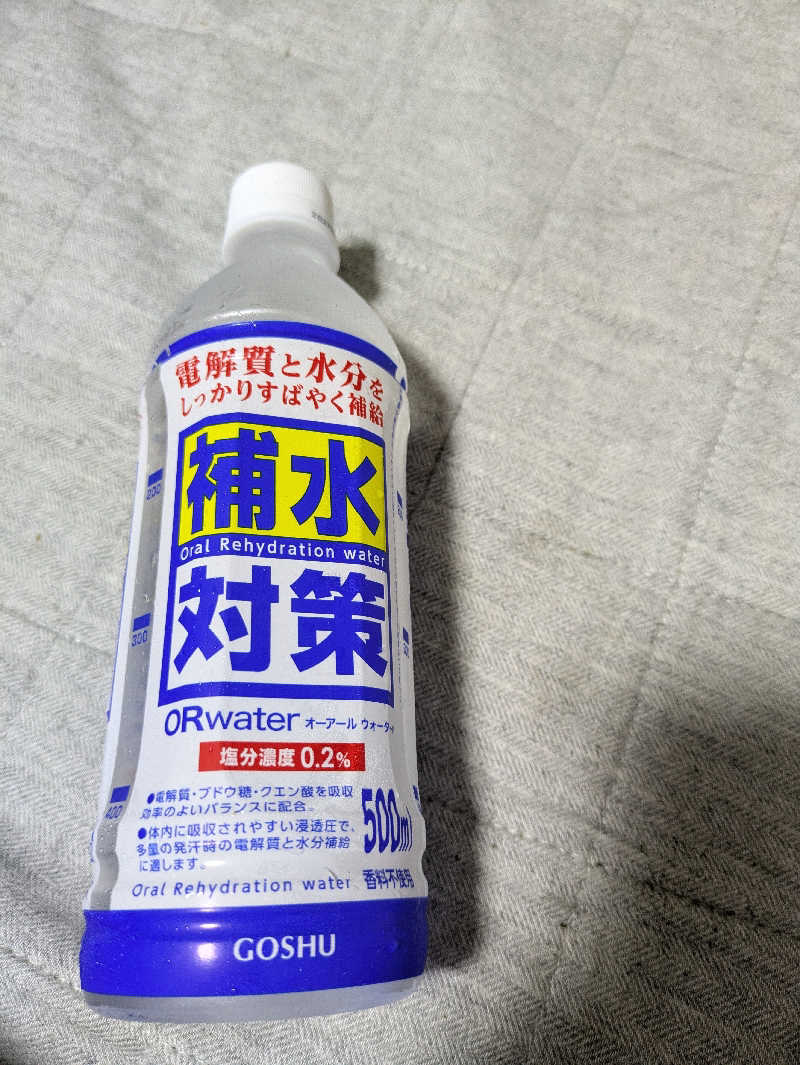 電解質と水分を
しっかりすばやく補給
補水
Oral Rehydration water
対策
ORwater オーアール ウォーター
塩分濃度0.2%
●電解質・ブドウ糖・クエン酸を吸収
効率のよいバランスに配合。
●体内に吸収されやすい浸透圧で、
多量の発汗時の電解質と水分補給
に適します。
500ml
香料不使用
Oral Rehydration water
GOSHU
200
300
400